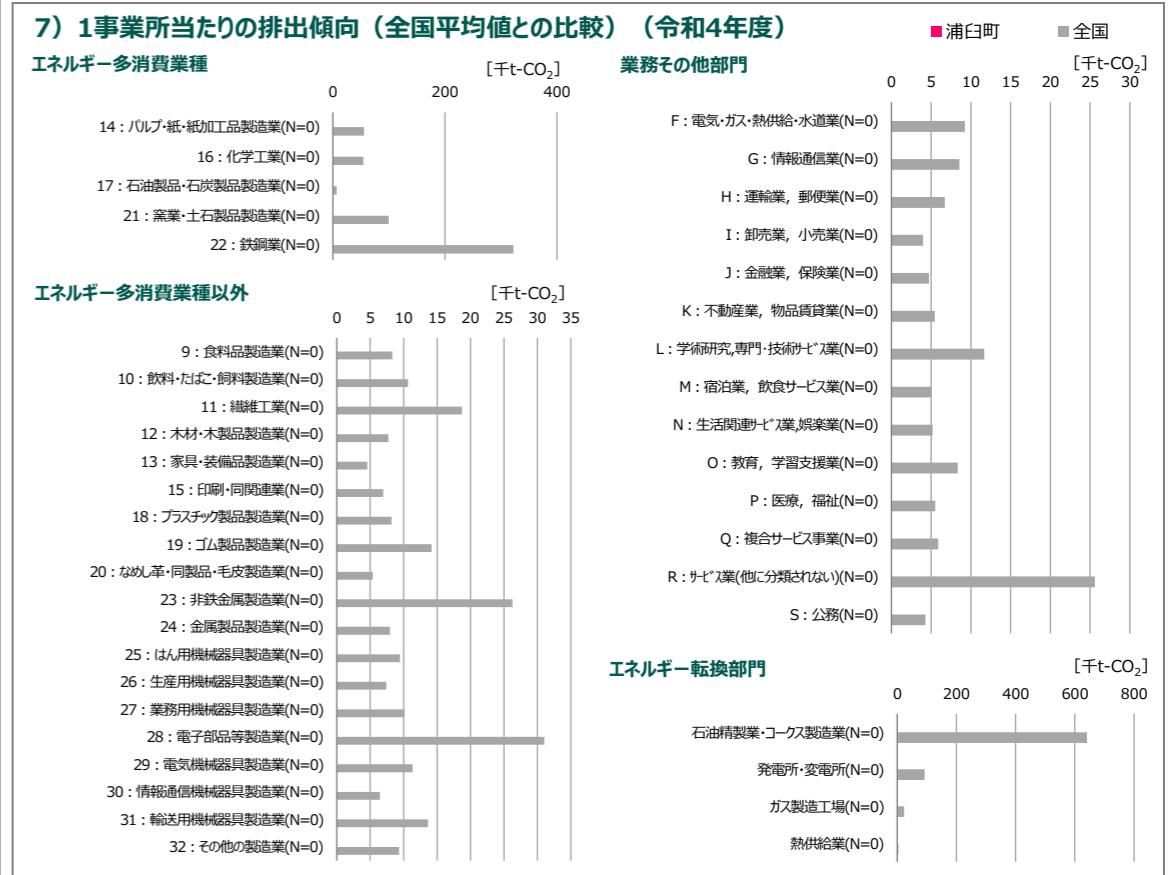 7）1事業所当たりの排出傾向（全国平均値との比較）（令和4年度）
■浦臼町 ■全国
エネルギー多消費業種
[千t-CO₂]
0 200 400
14：パルプ・紙・紙加工品製造業(N=0)
16：化学工業(N=0)
17：石油製品・石炭製品製造業(N=0)
21：窯業・土石製品製造業(N=0)
22：鉄鋼業(N=0)
エネルギー多消費業種以外
[千t-CO₂]
0 5 10 15 20 25 30 35
9：食料品製造業(N=0)
10：飲料・たばこ・飼料製造業(N=0)
11：繊維工業(N=0)
12：木材・木製品製造業(N=0)
13：家具・装備品製造業(N=0)
15：印刷・同関連業(N=0)
18：プラスチック製品製造業(N=0)
19：ゴム製品製造業(N=0)
20：なめし革・同製品・毛皮製造業(N=0)
23：非鉄金属製造業(N=0)
24：金属製品製造業(N=0)
25：はん用機械器具製造業(N=0)
26：生産用機械器具製造業(N=0)
27：業務用機械器具製造業(N=0)
28：電子部品等製造業(N=0)
29：電気機械器具製造業(N=0)
30：情報通信機械器具製造業(N=0)
31：輸送用機械器具製造業(N=0)
32：その他の製造業(N=0)
業務その他部門
[千t-CO₂]
0 5 10 15 20 25 30
F：電気・ガス・熱供給・水道業(N=0)
G：情報通信業(N=0)
H：運輸業，郵便業(N=0)
I：卸売業，小売業(N=0)
J：金融業，保険業(N=0)
K：不動産業，物品賃貸業(N=0)
L：学術研究,専門・技術ｻｰﾋﾞｽ業(N=0)
M：宿泊業，飲食サービス業(N=0)
N：生活関連ｻｰﾋﾞｽ業,娯楽業(N=0)
O：教育，学習支援業(N=0)
P：医療，福祉(N=0)
Q：複合サービス事業(N=0)
R：ｻｰﾋﾞｽ業(他に分類されない)(N=0)
S：公務(N=0)
エネルギー転換部門
[千t-CO₂]
0 200 400 600 800
石油精製業・コークス製造業(N=0)
発電所・変電所(N=0)
ガス製造工場(N=0)
熱供給業(N=0)